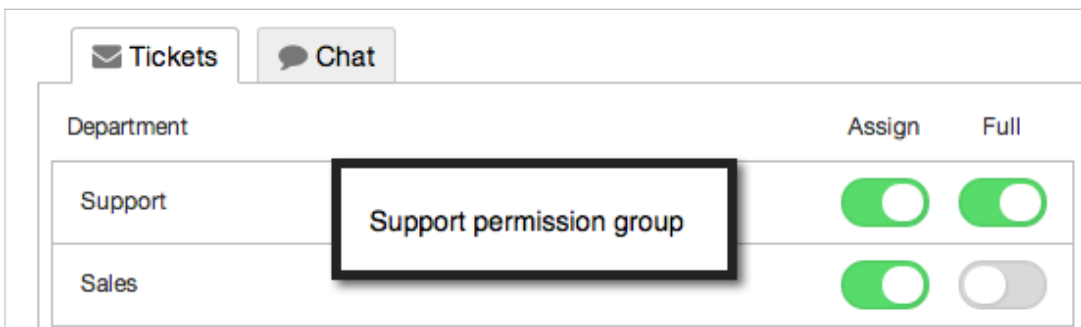 Tickets Chat
Department Assign Full
Support
Support permission group
Sales